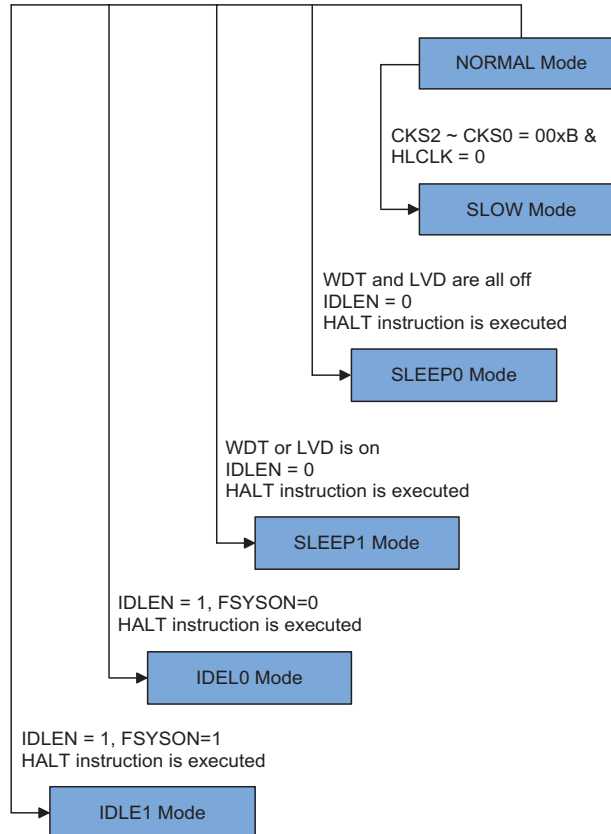 NORMAL Mode
CKS2 ~ CKS0 = 00xB &
HLCLK = 0
SLOW Mode
WDT and LVD are all off
IDLEN = 0
HALT instruction is executed
SLEEP0 Mode
WDT or LVD is on
IDLEN = 0
HALT instruction is executed
SLEEP1 Mode
IDLEN = 1, FSYSON=0
HALT instruction is executed
IDEL0 Mode
IDLEN = 1, FSYSON=1
HALT instruction is executed
IDLE1 Mode